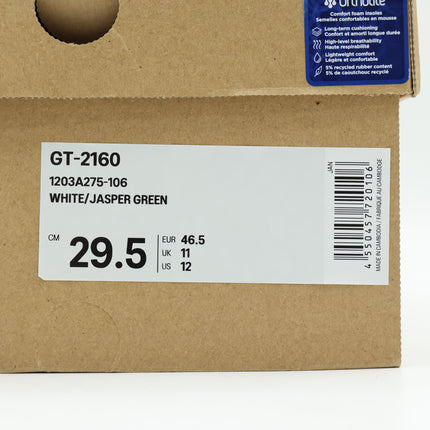 Ortholite
Comfort foam insoles
Semelles confortables en mousse
Long-term cushioning
Confort et amorti longue durée
High-level breathability
Haute respirabilité
Lightweight comfort
Légère et confortable
5% recycled rubber content
5% de caoutchouc recyclé
GT-2160
1203A275-106
WHITE/JASPER GREEN
CM 29.5
EUR 46.5
UK 11
US 12
JAN
4 550457 720106
MADE IN CAMBODIA / FABRIQUÉ AU CAMBODGE